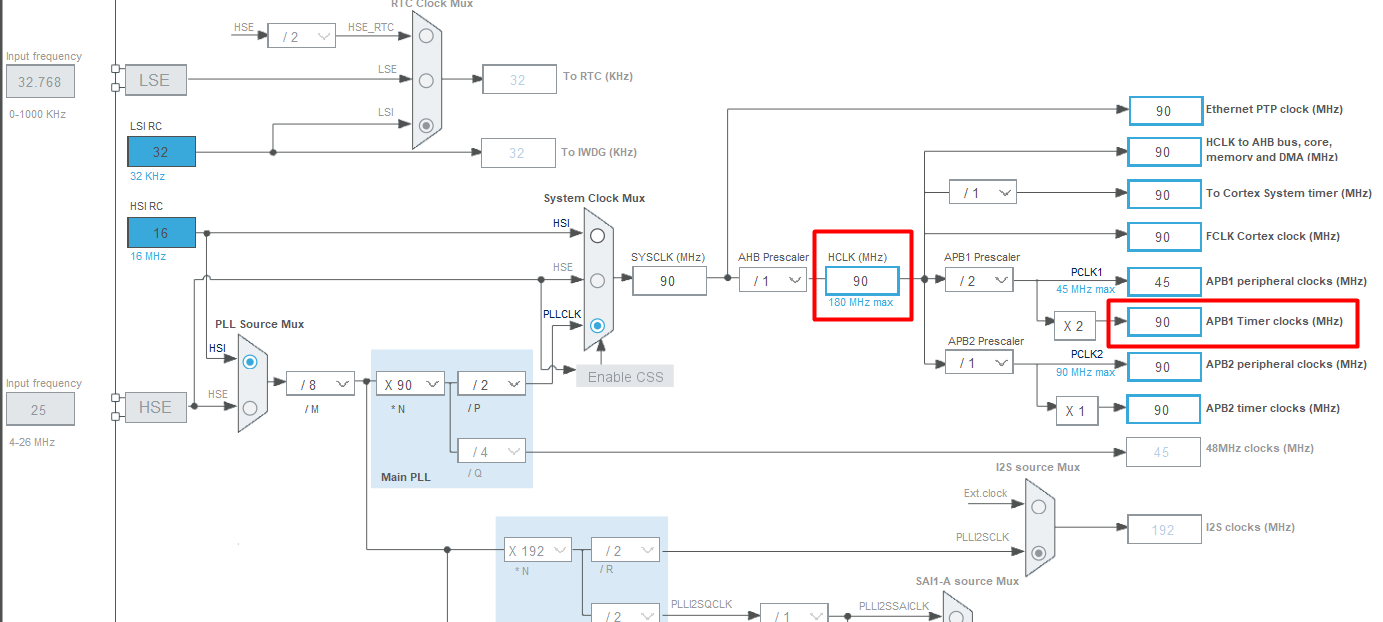 RTC Clock Mux
HSE
/ 2
HSE_RTC
Input frequency
32.768
0-1000 KHz
LSE
LSE
32
To RTC (KHz)
LSI
LSI RC
32
32 KHz
32
To IWDG (KHz)
HSI RC
16
16 MHz
System Clock Mux
HSI
HSE
PLLCLK
SYSCLK (MHz)
90
AHB Prescaler
/ 1
HCLK (MHz)
90
180 MHz max
90
Ethernet PTP clock (MHz)
90
HCLK to AHB bus, core,
memory and DMA (MHz)
/ 1
90
To Cortex System timer (MHz)
90
FCLK Cortex clock (MHz)
APB1 Prescaler
/ 2
PCLK1
45 MHz max
45
APB1 peripheral clocks (MHz)
X 2
90
APB1 Timer clocks (MHz)
APB2 Prescaler
/ 1
PCLK2
90 MHz max
90
APB2 peripheral clocks (MHz)
X 1
90
APB2 timer clocks (MHz)
PLL Source Mux
HSI
HSE
Input frequency
25
4-26 MHz
HSE
/ 8
/ M
X 90
* N
/ 2
/ P
/ 4
/ Q
Main PLL
Enable CSS
45
48MHz clocks (MHz)
I2S source Mux
Ext.clock
PLLI2SCLK
192
I2S clocks (MHz)
X 192
* N
/ 2
/ R
/ 2
PLLI2SQCLK
/ 1
PLLI2SSAICLK
SAI1-A source Mux